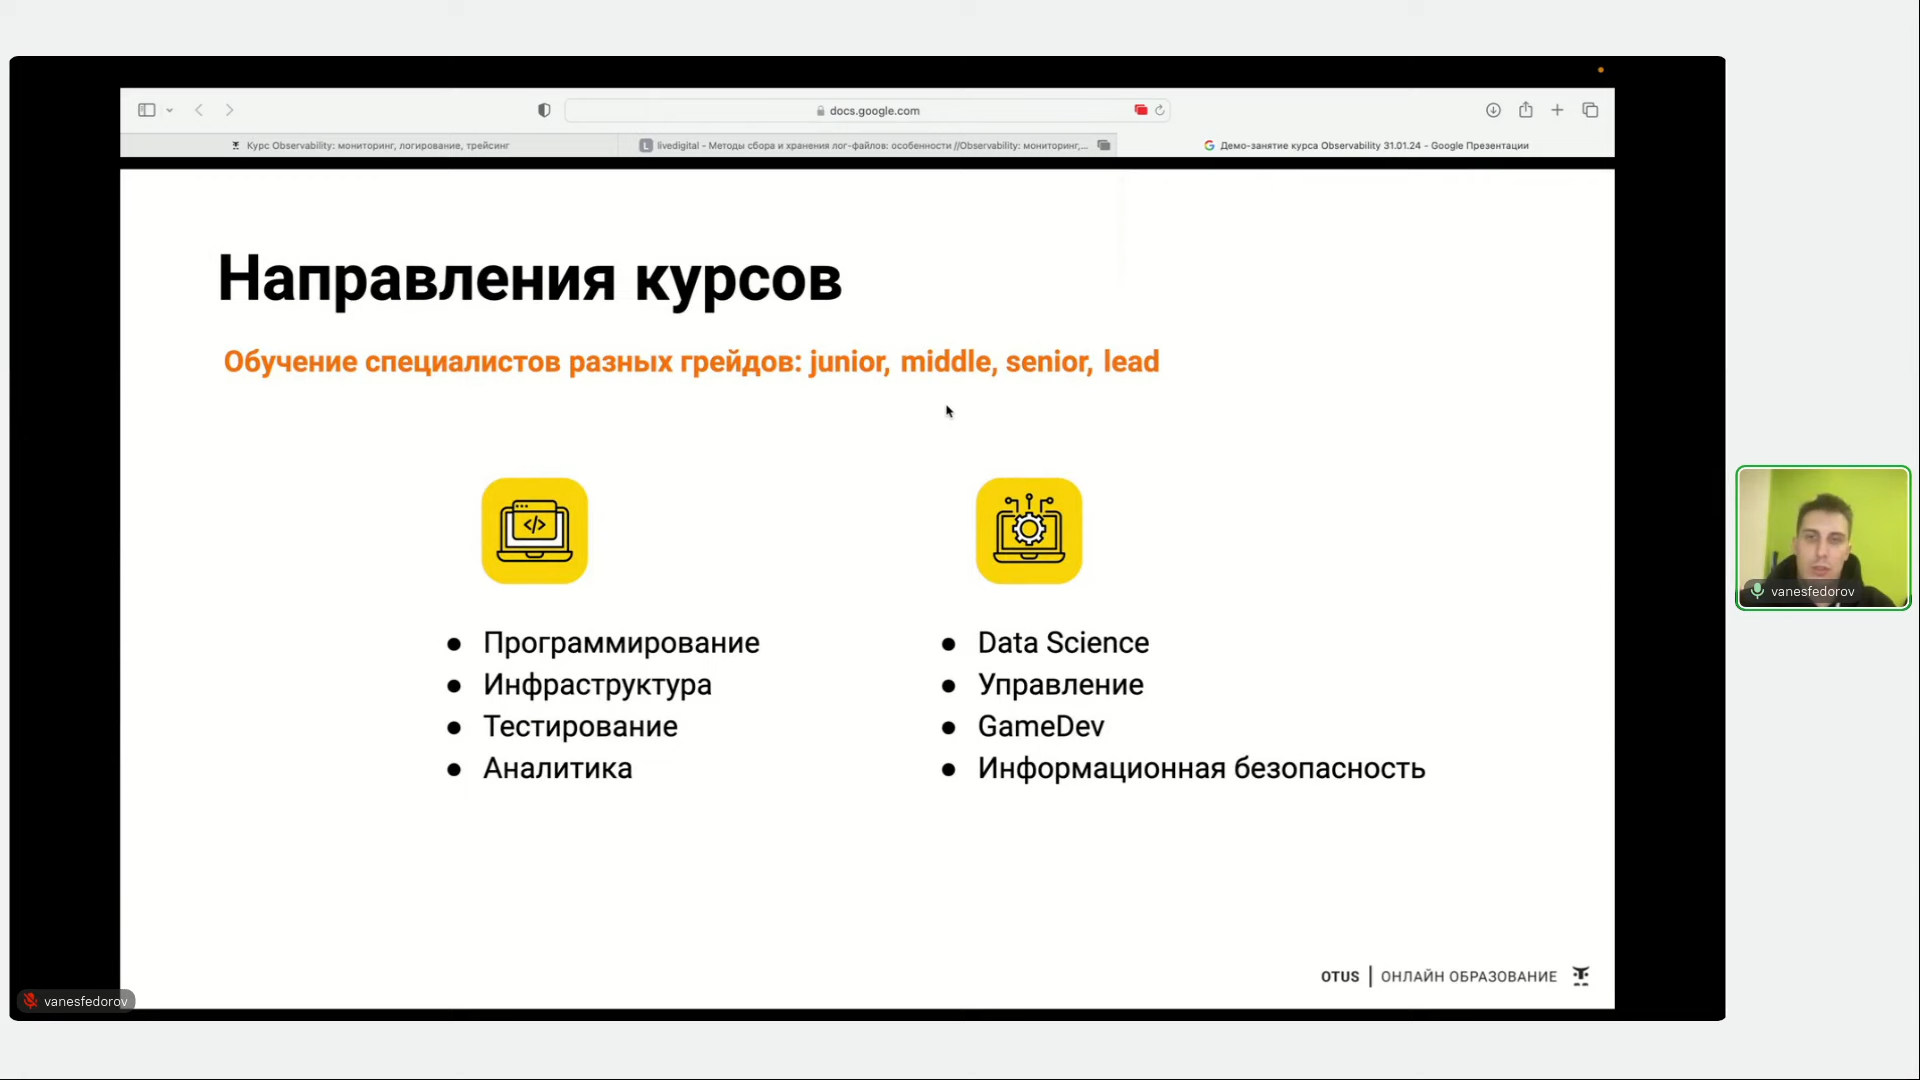 docs.google.com
Курс Observability: мониторинг, логирование, трейсинг
L livedigital - Методы сбора и хранения лог-файлов: особенности //Observability: мониторинг,...
Демо-занятие курса Observability 31.01.24 - Google Презентации
Направления курсов
Обучение специалистов разных грейдов: junior, middle, senior, lead
</>
● Программирование
● Инфраструктура
● Тестирование
● Аналитика
● Data Science
● Управление
● GameDev
● Информационная безопасность
OTUS | ОНЛАЙН ОБРАЗОВАНИЕ
vanesfedorov
vanesfedorov